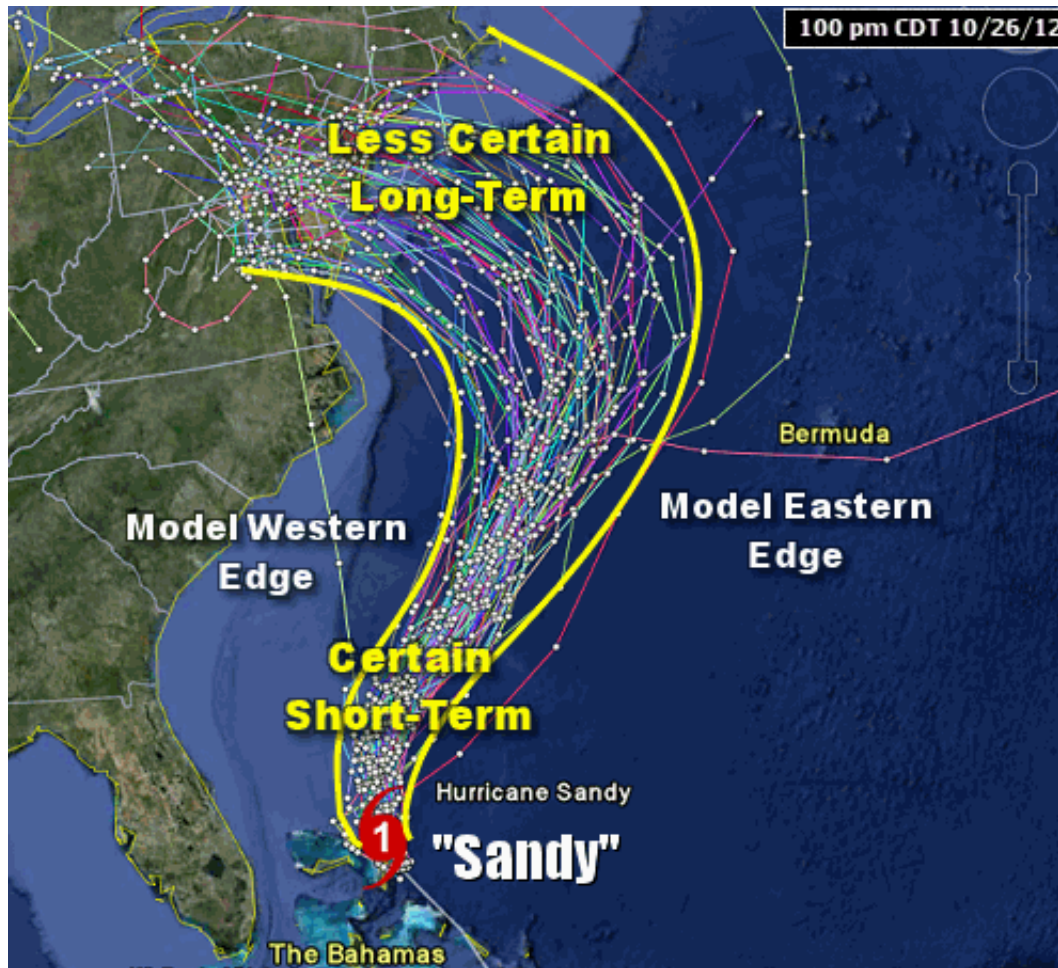 100 pm CDT 10/26/12
Less Certain
Long-Term
Bermuda
Model Western
Edge
Model Eastern
Edge
Certain
Short-Term
Hurricane Sandy
1
"Sandy"
The Bahamas